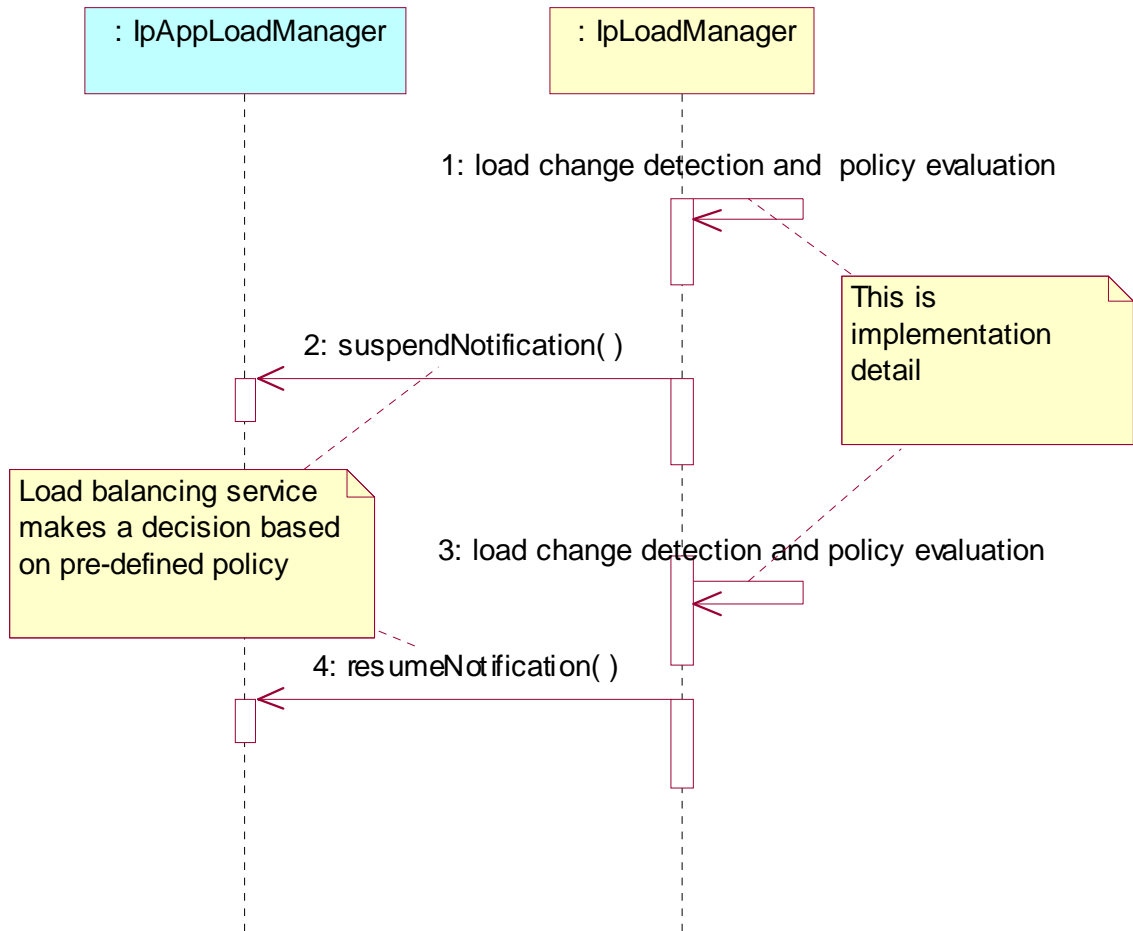 : IpAppLoadManager
: IpLoadManager
1: load change detection and policy evaluation
This is
implementation
detail
2: suspendNotification( )
Load balancing service
makes a decision based
on pre-defined policy
3: load change detection and policy evaluation
4: resumeNotification( )